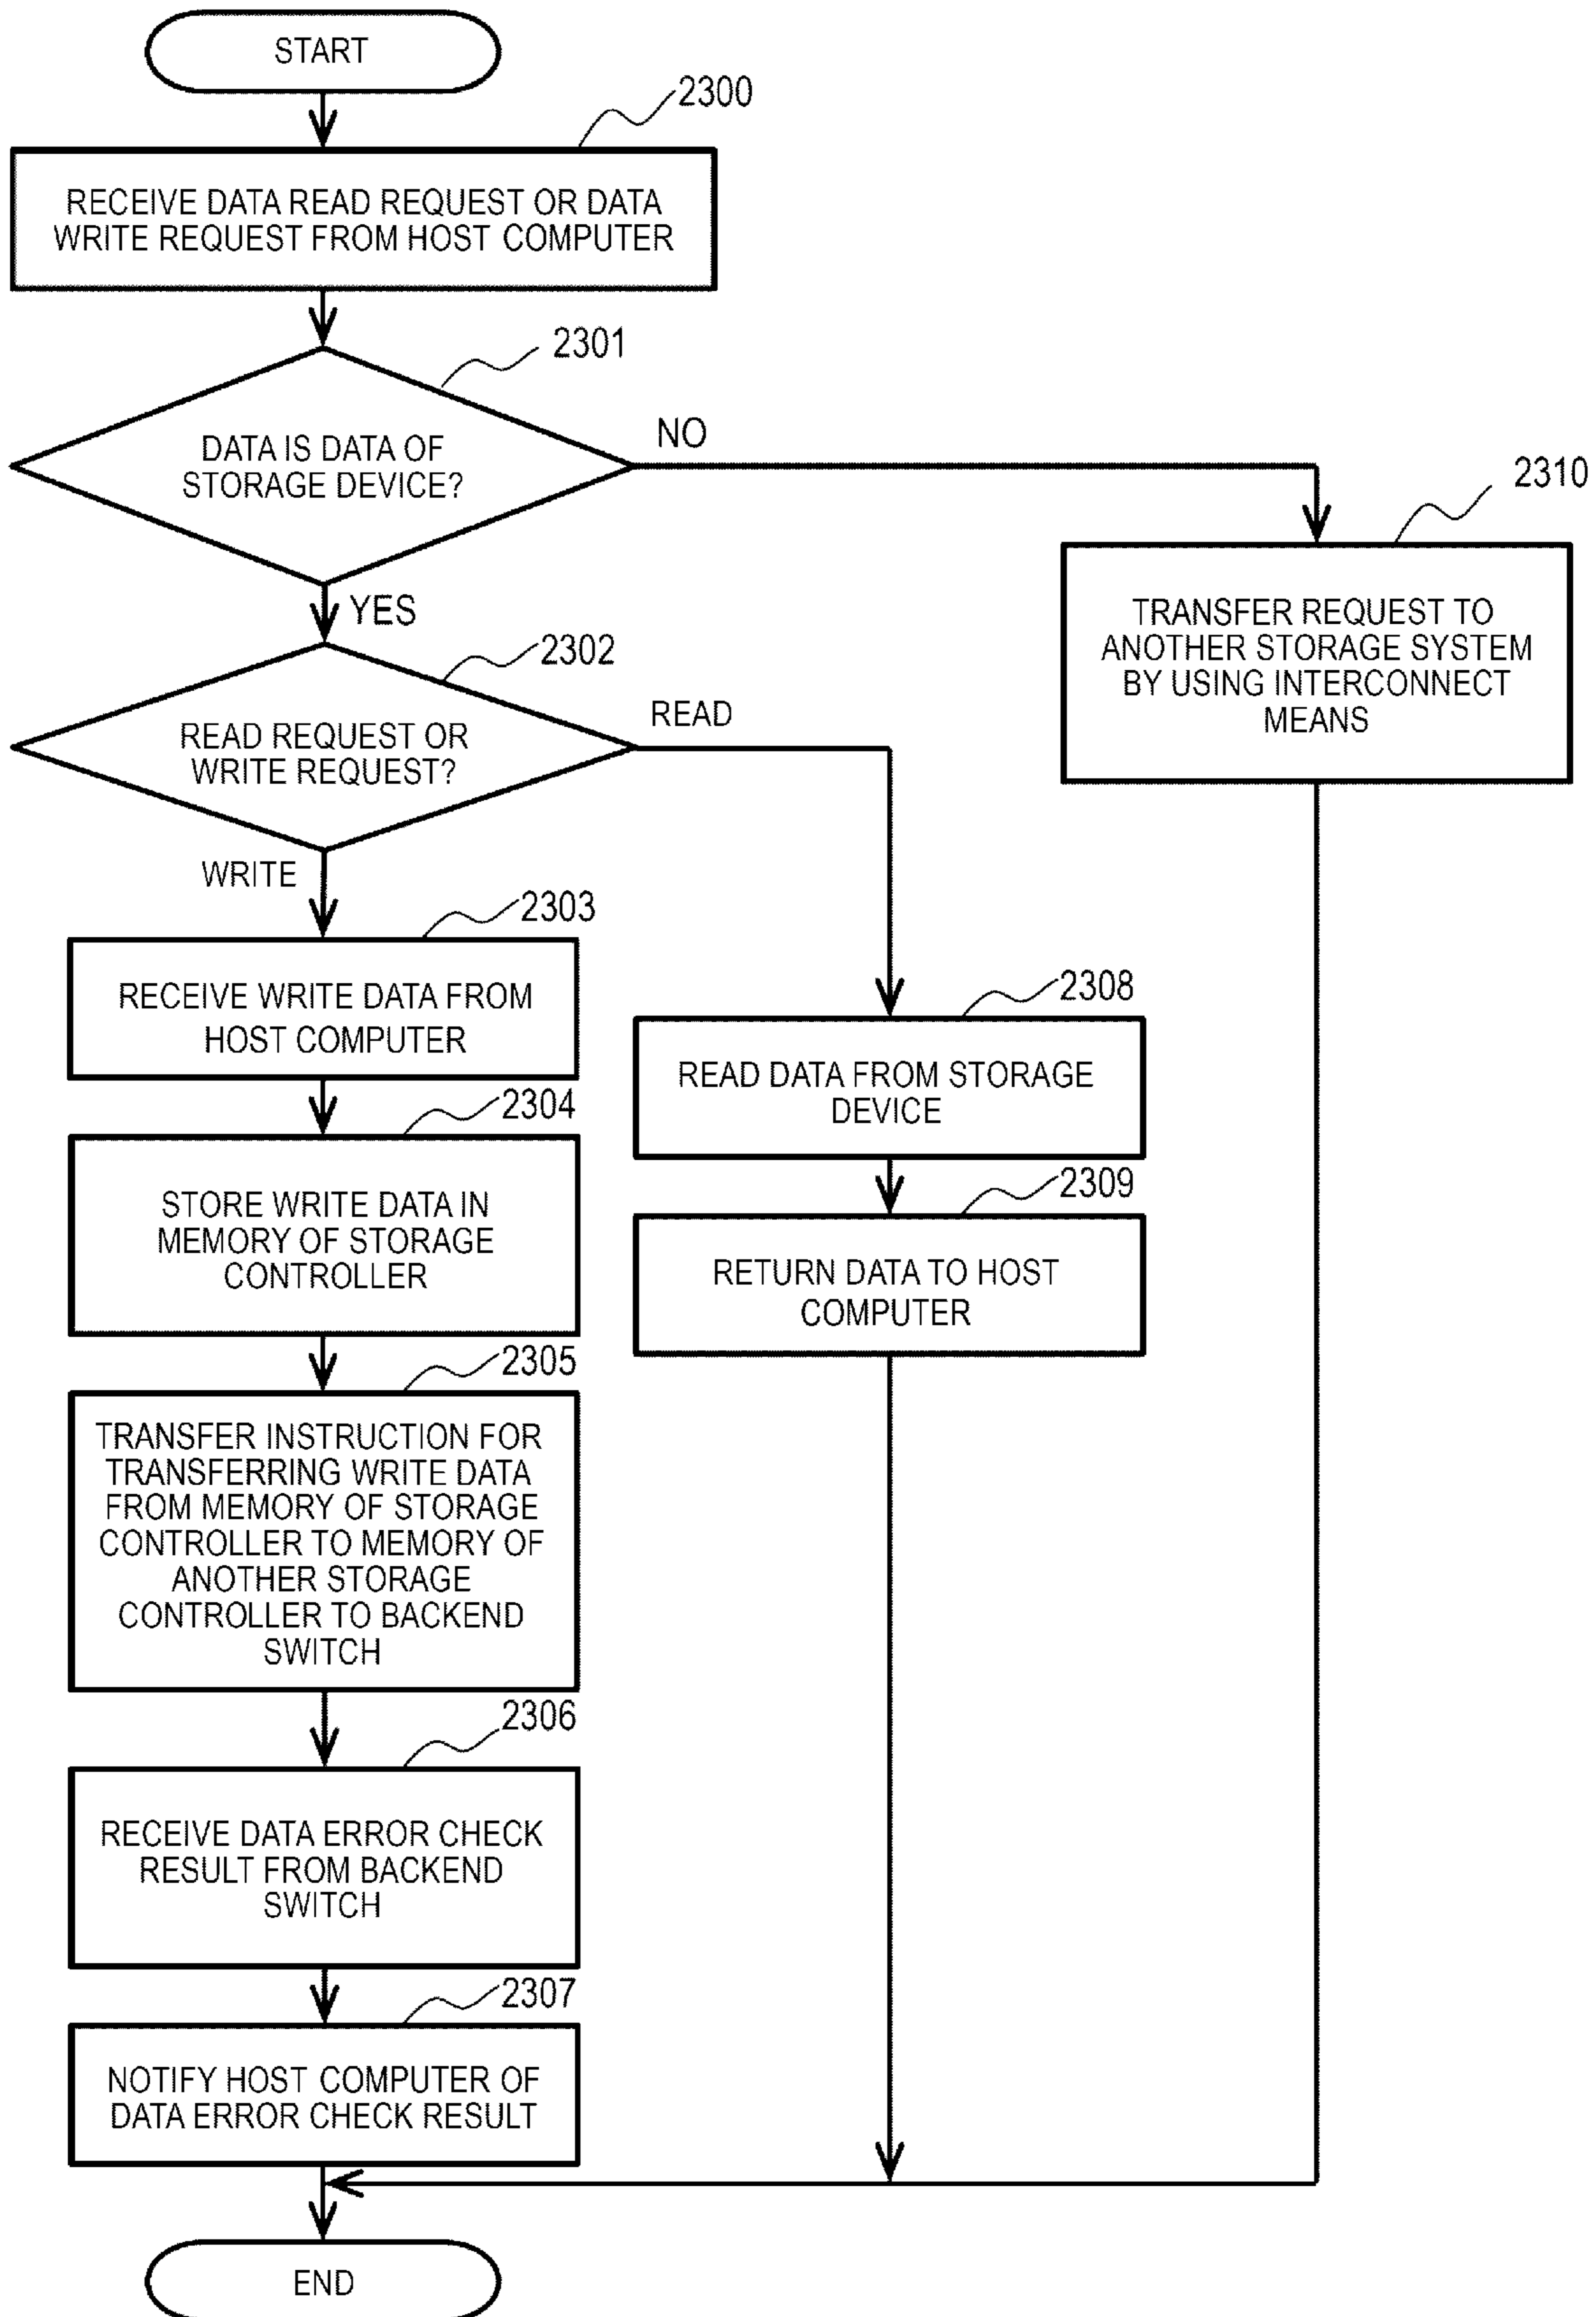 START
2300
RECEIVE DATA READ REQUEST OR DATA
WRITE REQUEST FROM HOST COMPUTER
2301
DATA IS DATA OF
STORAGE DEVICE?
NO
YES
2310
TRANSFER REQUEST TO
ANOTHER STORAGE SYSTEM
BY USING INTERCONNECT
MEANS
2302
READ REQUEST OR
WRITE REQUEST?
READ
WRITE
2303
RECEIVE WRITE DATA FROM
HOST COMPUTER
2308
READ DATA FROM STORAGE
DEVICE
2304
STORE WRITE DATA IN
MEMORY OF STORAGE
CONTROLLER
2309
RETURN DATA TO HOST
COMPUTER
2305
TRANSFER INSTRUCTION FOR
TRANSFERRING WRITE DATA
FROM MEMORY OF STORAGE
CONTROLLER TO MEMORY OF
ANOTHER STORAGE
CONTROLLER TO BACKEND
SWITCH
2306
RECEIVE DATA ERROR CHECK
RESULT FROM BACKEND
SWITCH
2307
NOTIFY HOST COMPUTER OF
DATA ERROR CHECK RESULT
END